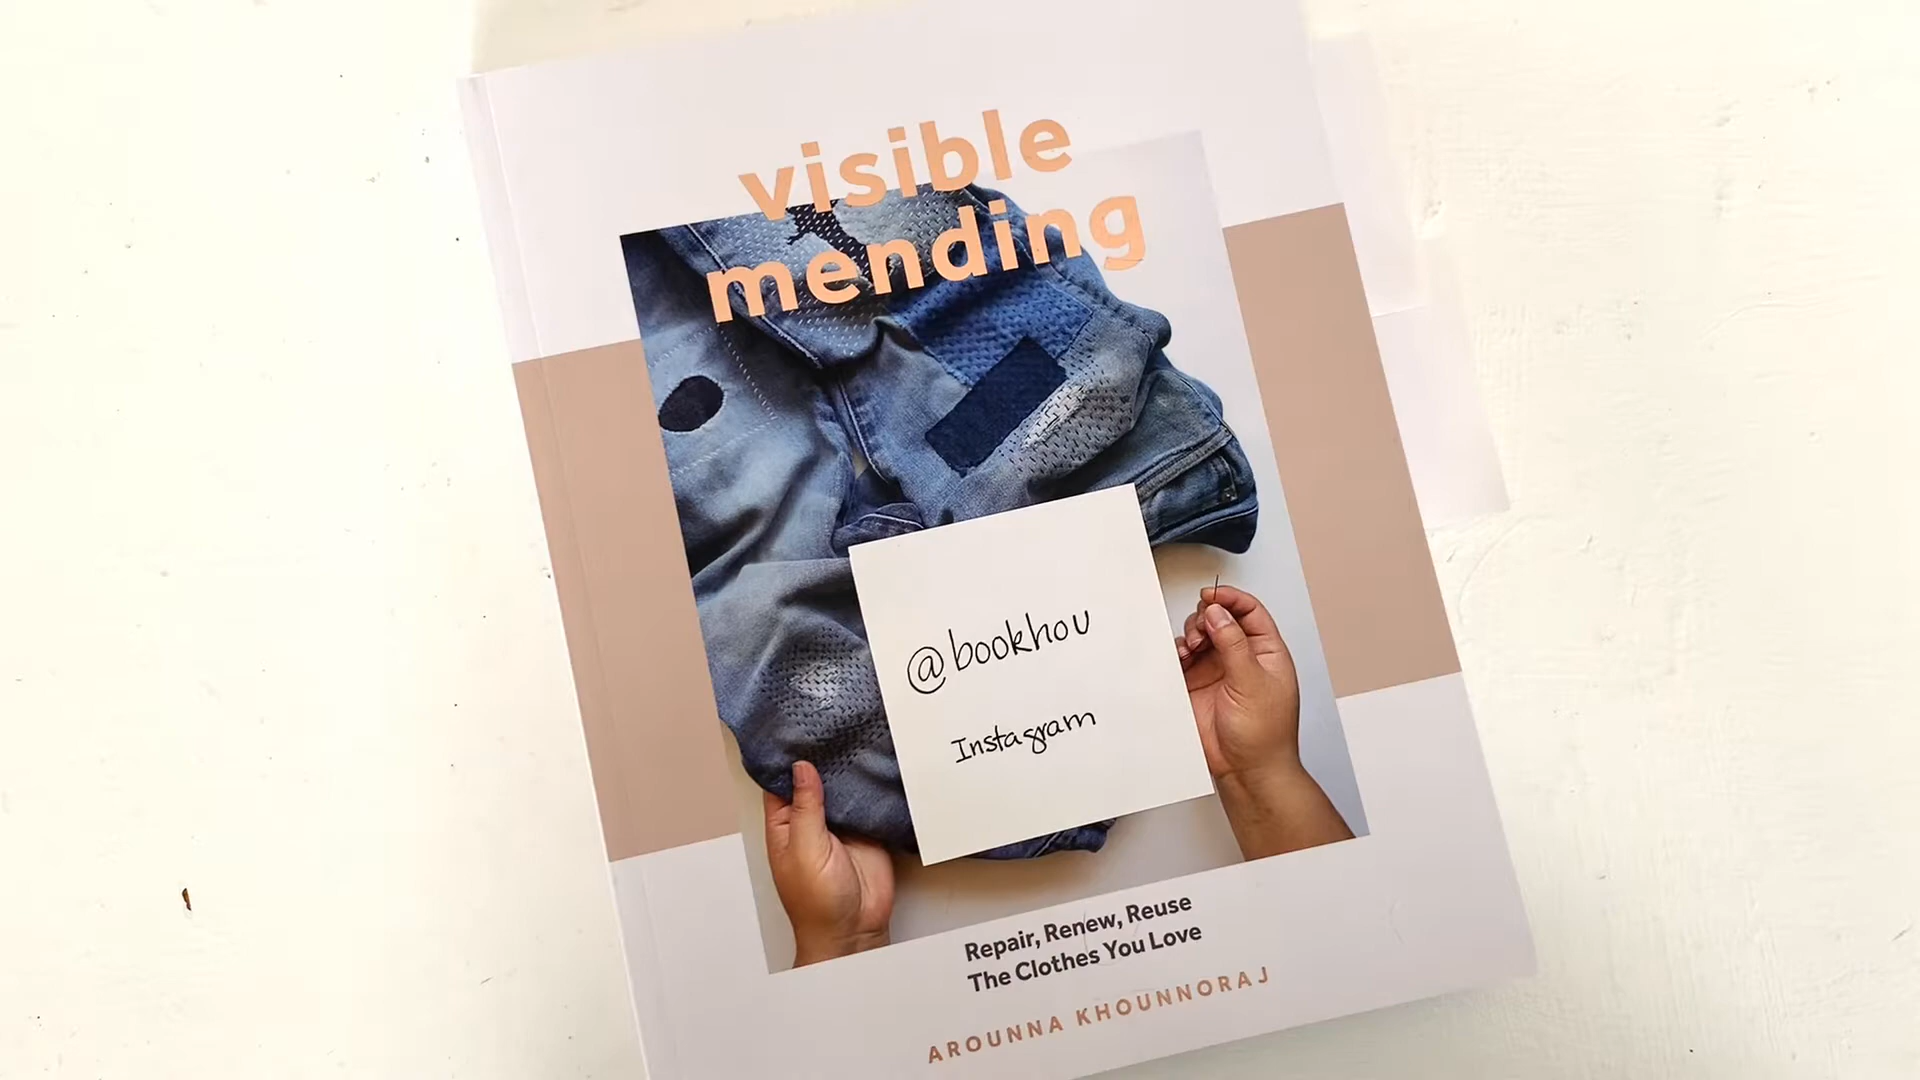 visible
mending
@bookhou
Instagram
Repair, Renew, Reuse
The Clothes You Love
AROUNNA KHOUNNORAJ